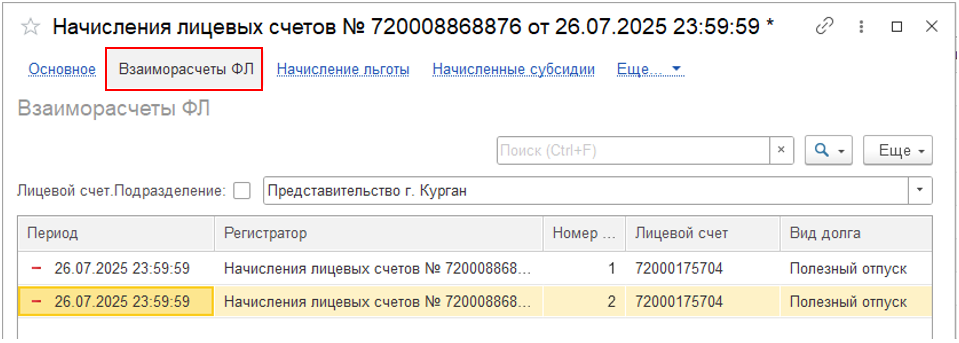 Начисления лицевых счетов № 720008868876 от 26.07.2025 23:59:59 *
Основное Взаиморасчеты ФЛ Начисление льготы Начисленные субсидии Еще...
Взаиморасчеты ФЛ
Поиск (Ctrl+F) × Еще
Лицевой счет.Подразделение: Представительство г. Курган
Период Регистратор Номер ... Лицевой счет Вид долга
26.07.2025 23:59:59 Начисления лицевых счетов № 720008868... 1 72000175704 Полезный отпуск
26.07.2025 23:59:59 Начисления лицевых счетов № 720008868... 2 72000175704 Полезный отпуск